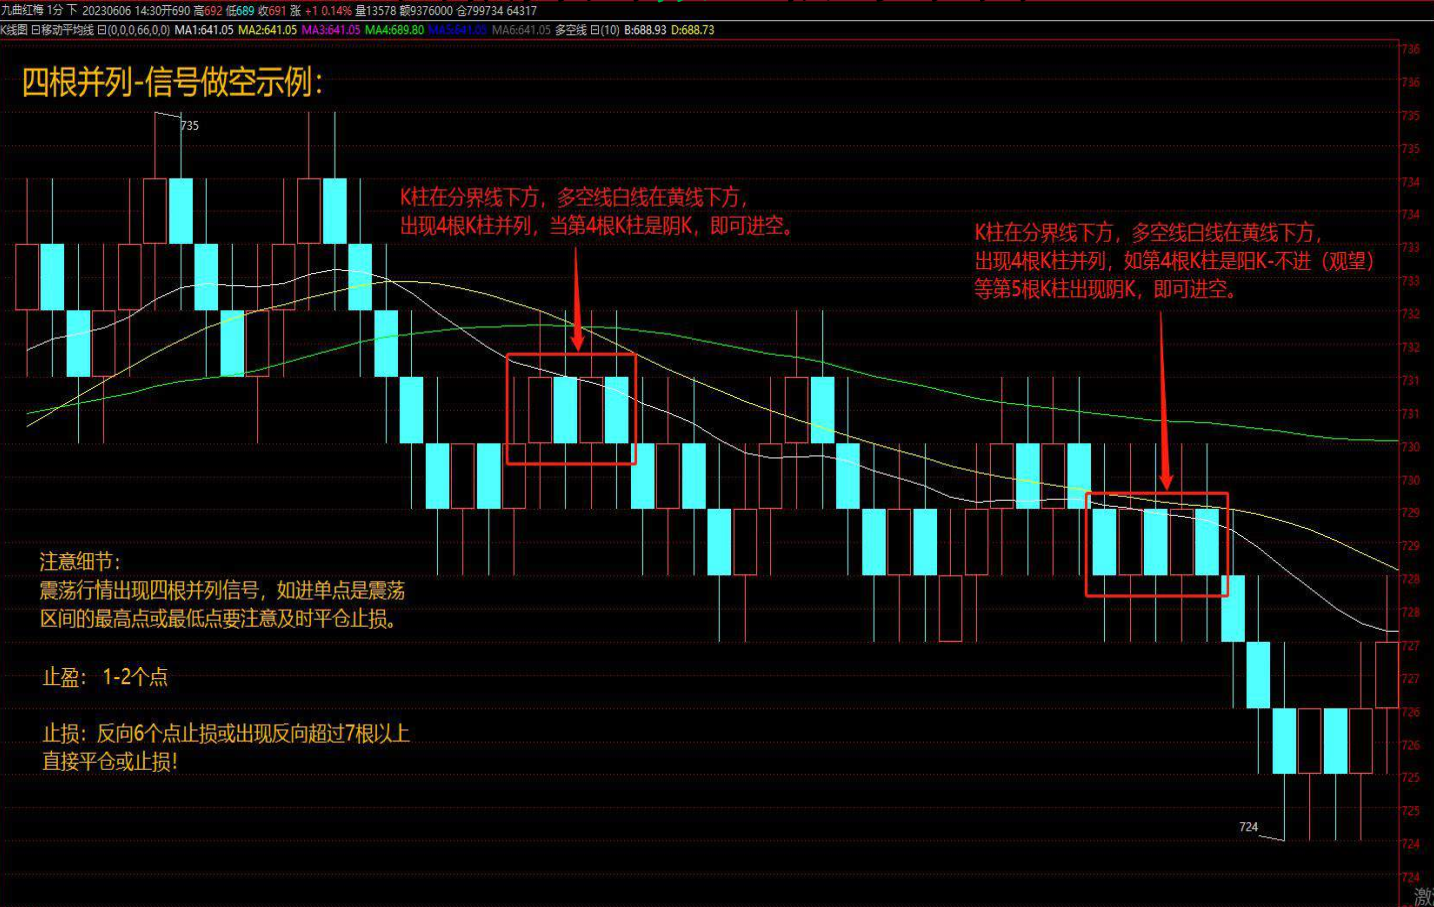 九曲红梅 1分 下 20230606 14:30开690 高692 低689 收691 涨 +1 0.14% 量13578 额9376000 仓799734 64317
K线图 日移动平均线 日(0,0,0,66,0,0) MA1:641.05 MA2:641.05 MA3:641.05 MA4:689.80 MA5:641.05 MA6:641.05 多空线 日(10) B:688.93 D:688.73
四根并列-信号做空示例：
735
K柱在分界线下方，多空线白线在黄线下方，
出现4根K柱并列，当第4根K柱是阴K，即可进空。
K柱在分界线下方，多空线白线在黄线下方，
出现4根K柱并列，如第4根K柱是阳K-不进（观望）
等第5根K柱出现阴K，即可进空。
注意细节：
震荡行情出现四根并列信号，如进单点是震荡
区间的最高点或最低点要注意及时平仓止损。
止盈： 1-2个点
止损：反向6个点止损或出现反向超过7根以上
直接平仓或止损！
724
736
736
735
735
734
734
733
733
732
732
731
731
730
730
729
729
728
728
727
727
726
726
725
725
724
724
激